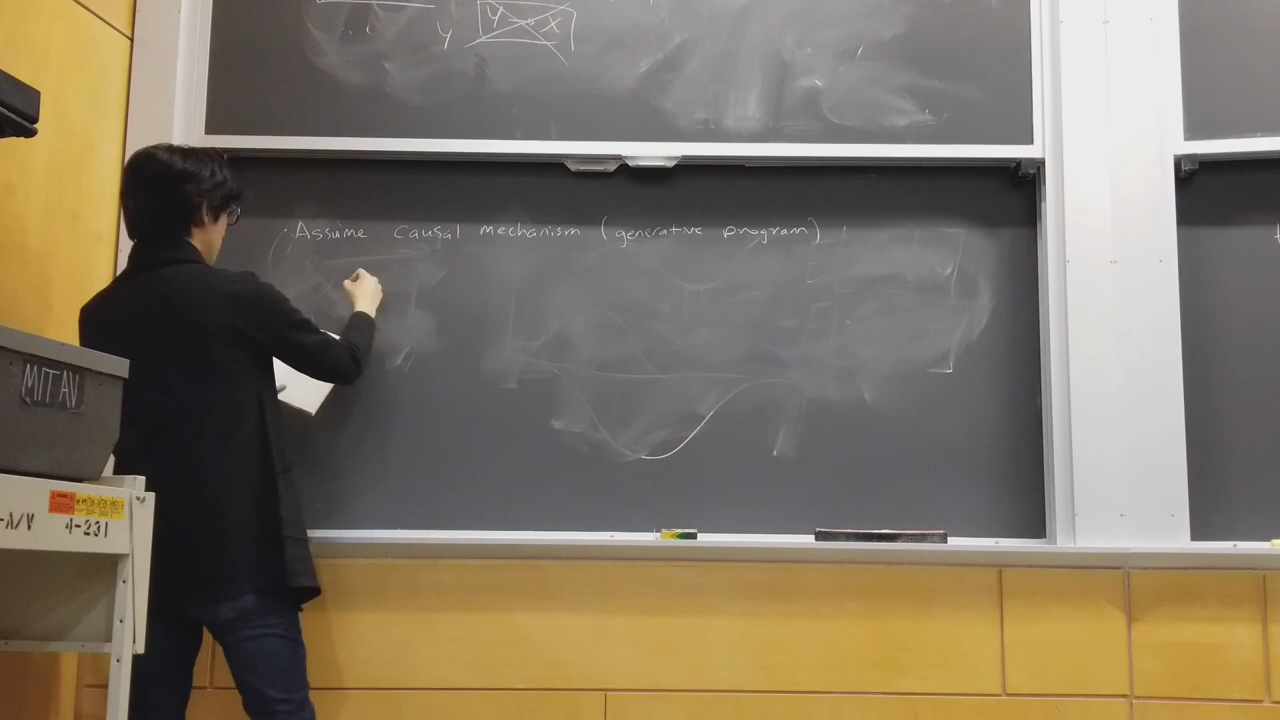 y Y → X
Assume causal mechanism (generative program)
MIT AV
-A/V 4-231